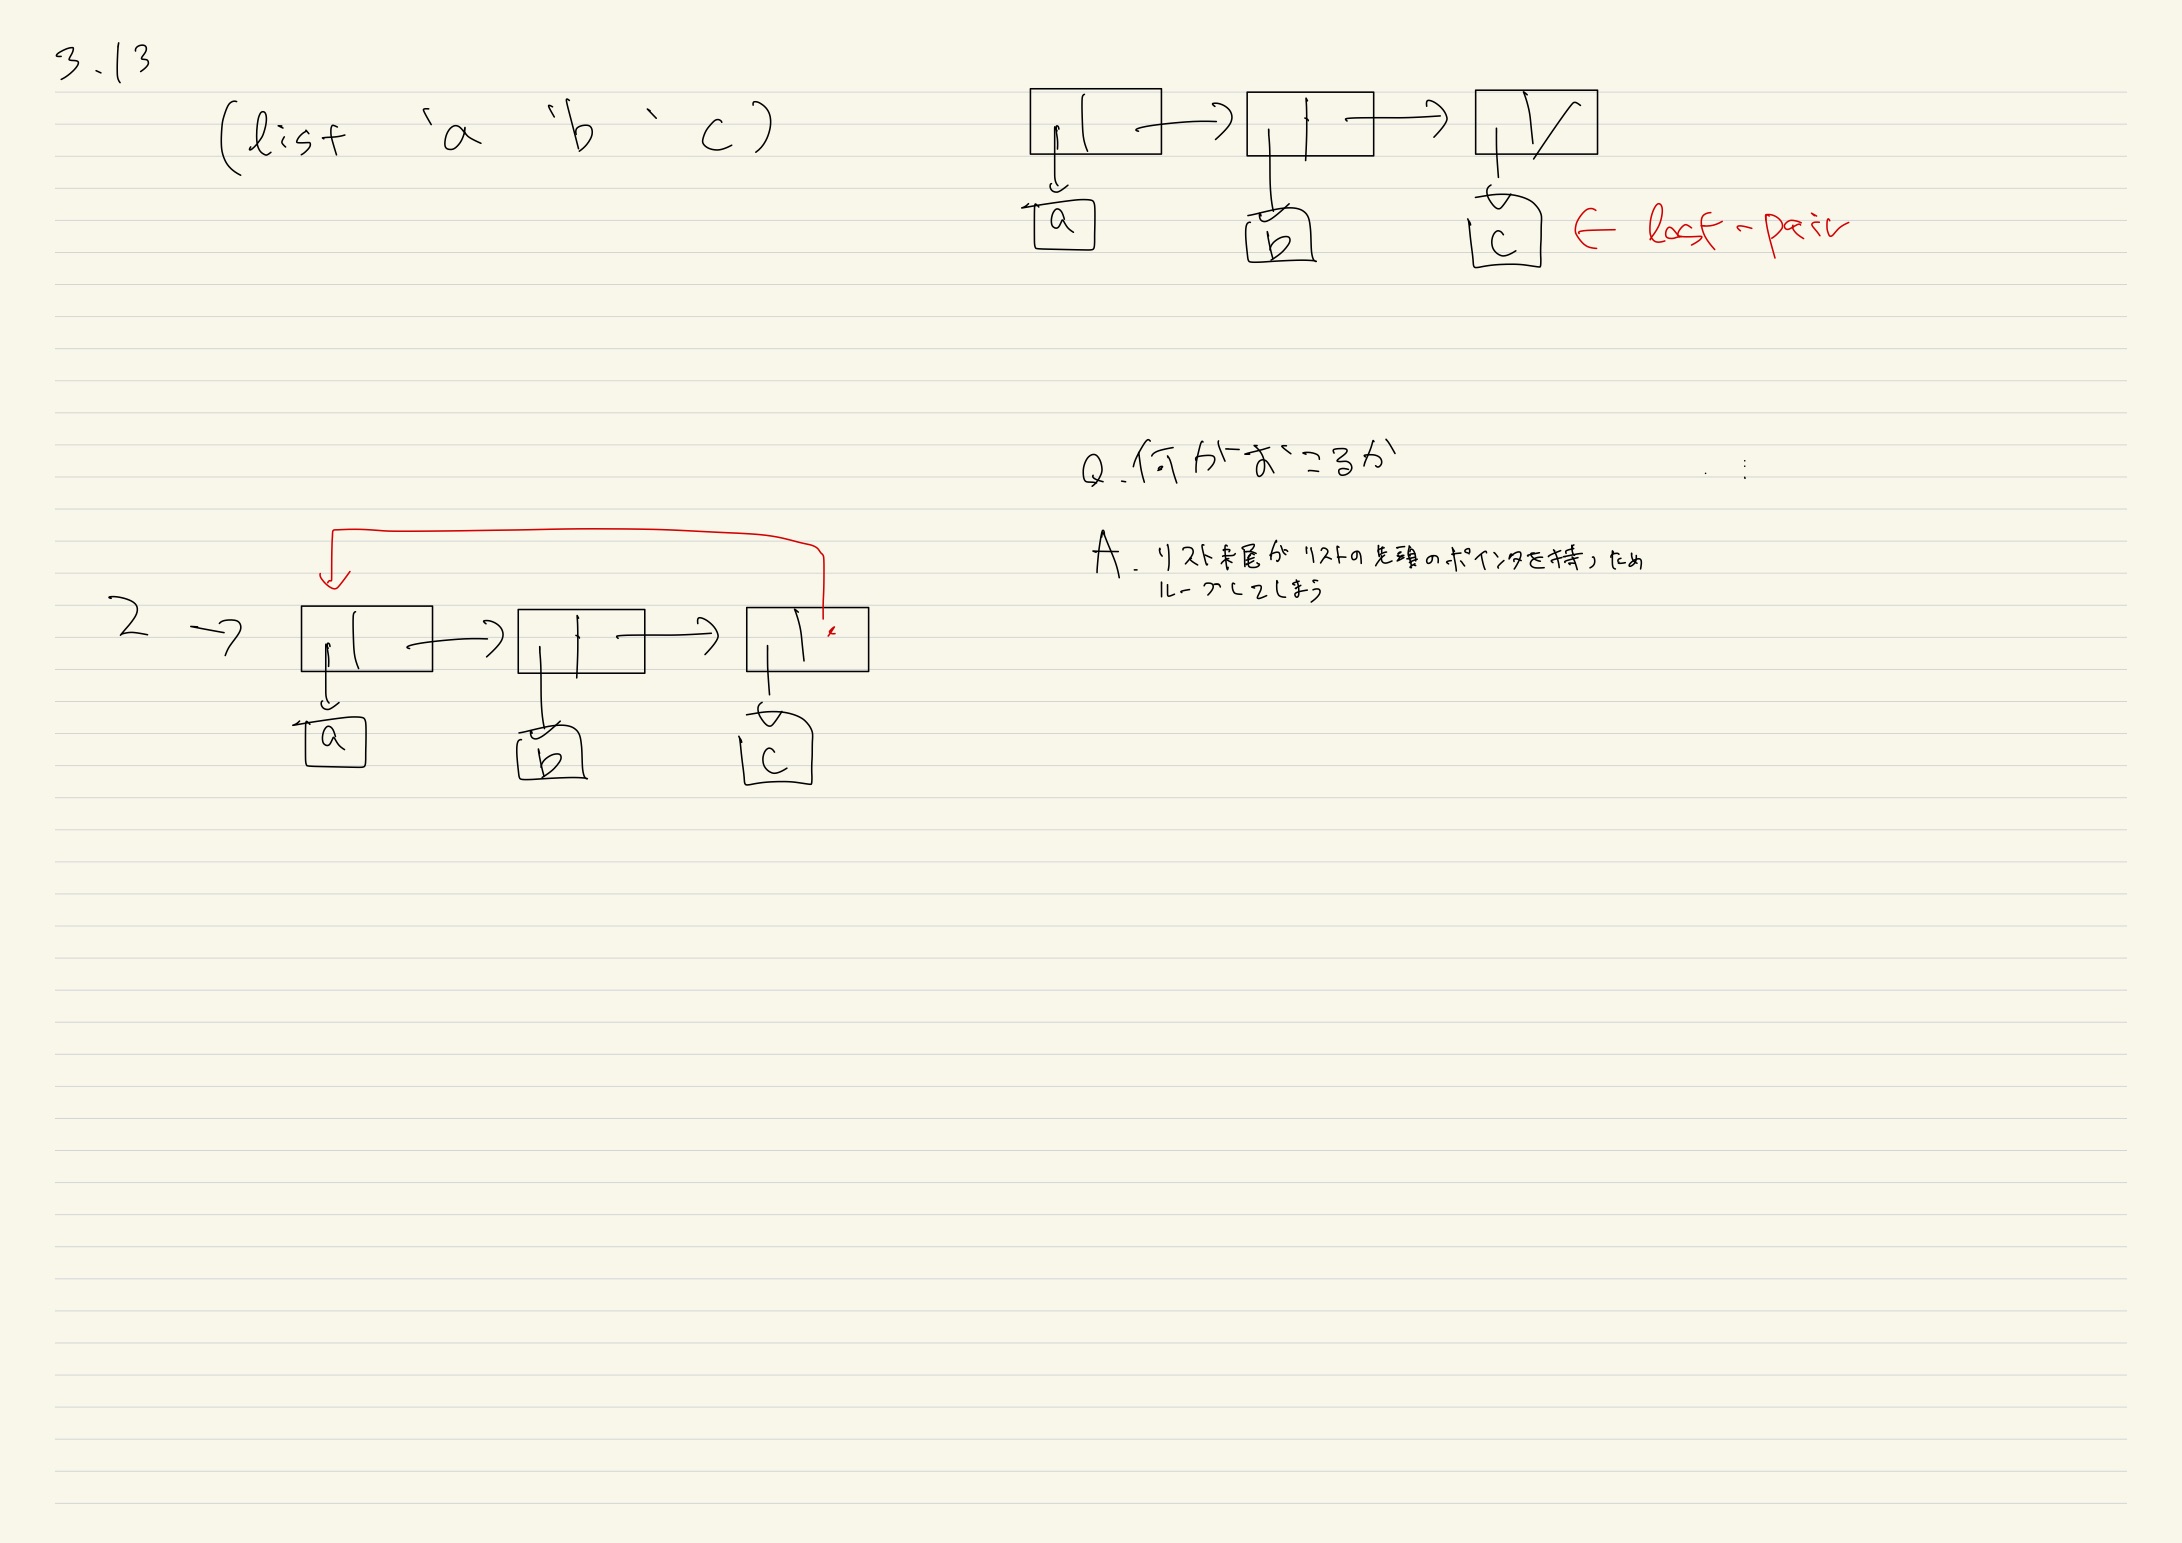 3.13
(list 'a 'b 'c)
a
b
c
← last-pair
Q.何がおこるか
A. リスト末尾がリストの先頭のポインタを持つため
ループしてしまう
Z →
a
b
c